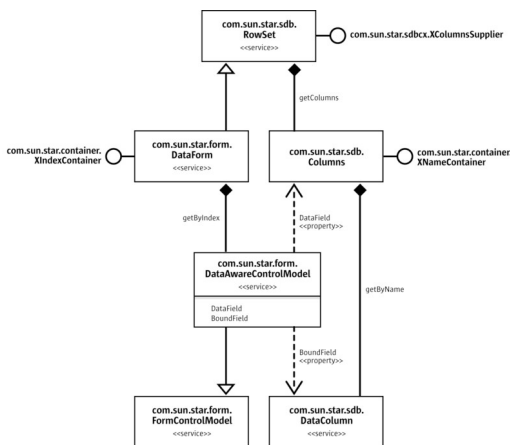 com.sun.star.sdb.
RowSet
<<service>>
com.sun.star.sdbcx.XColumnsSupplier
getColumns
com.sun.star.container.
XIndexContainer
com.sun.star.form.
DataForm
<<service>>
com.sun.star.sdb.
Columns
com.sun.star.container.
XNameContainer
getByIndex
DataField
<<property>>
com.sun.star.form.
DataAwareControlModel
<<service>>
DataField
BoundField
getByName
BoundField
<<property>>
com.sun.star.form.
FormControlModel
<<service>>
com.sun.star.sdb.
DataColumn
<<service>>